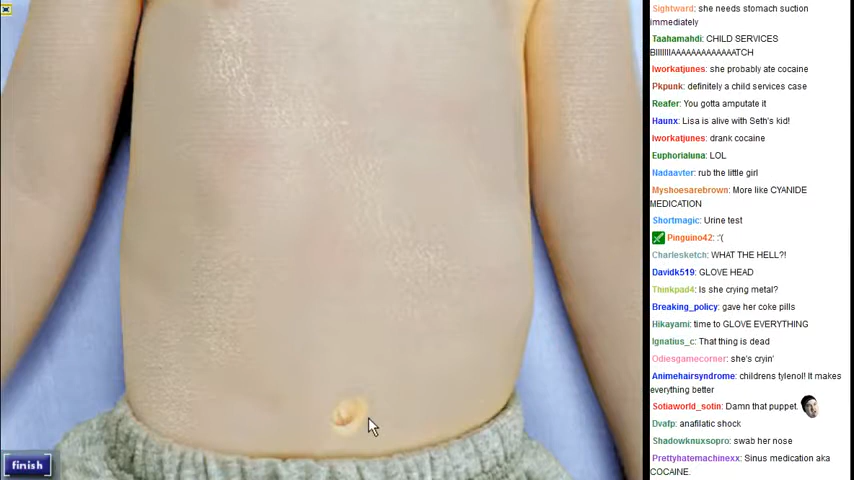 Sightward: she needs stomach suction
immediately
Taahamahdi: CHILD SERVICES
BIIIIIIIAAAAAAAAAAAAATCH
Iworkatjunes: she probably ate cocaine
Pkpunk: definitely a child services case
Reafer: You gotta amputate it
Haunx: Lisa is alive with Seth's kid!
Iworkatjunes: drank cocaine
Euphorialuna: LOL
Nadaavter: rub the little girl
Myshoesarebrown: More like CYANIDE
MEDICATION
Shortmagic: Urine test
Pinguino42: :'(
Charlesketch: WHAT THE HELL?!
Davidk519: GLOVE HEAD
Thinkpad4: Is she crying metal?
Breaking_policy: gave her coke pills
Hikayami: time to GLOVE EVERYTHING
Ignatius_c: That thing is dead
Odiesgamecorner: she's cryin'
Animehairsyndrome: childrens tylenol! It makes
everything better
Sotiaworld_sotin: Damn that puppet.
Dvafp: anafilatic shock
Shadowknuxsopro: swab her nose
Prettyhatemachinexx: Sinus medication aka
COCAINE.
finish